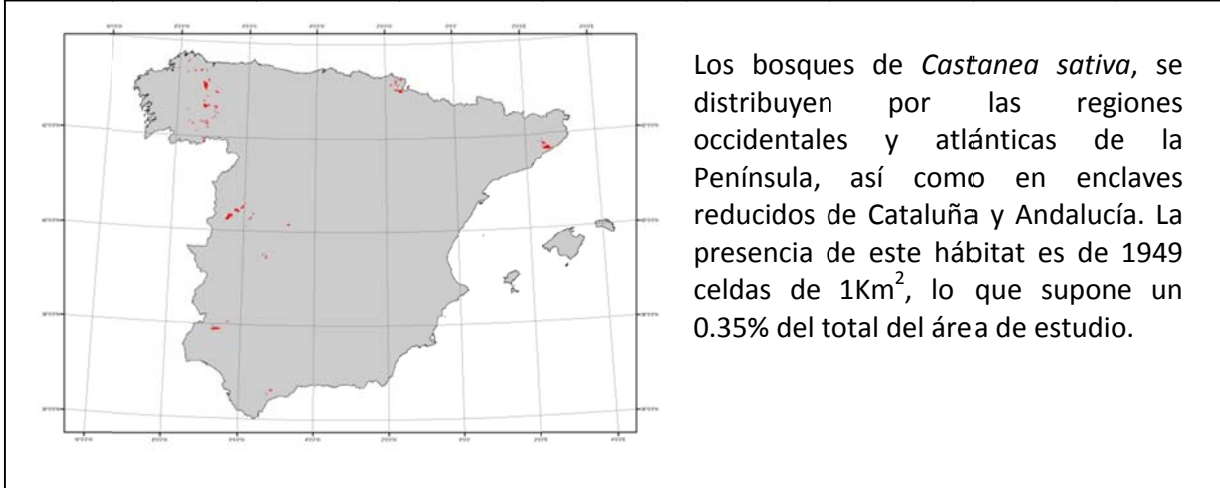 Los bosques de Castanea sativa, se
distribuyen por las regiones
occidentales y atlánticas de la
Península, así como en enclaves
reducidos de Cataluña y Andalucía. La
presencia de este hábitat es de 1949
celdas de 1Km², lo que supone un
0.35% del total del área de estudio.